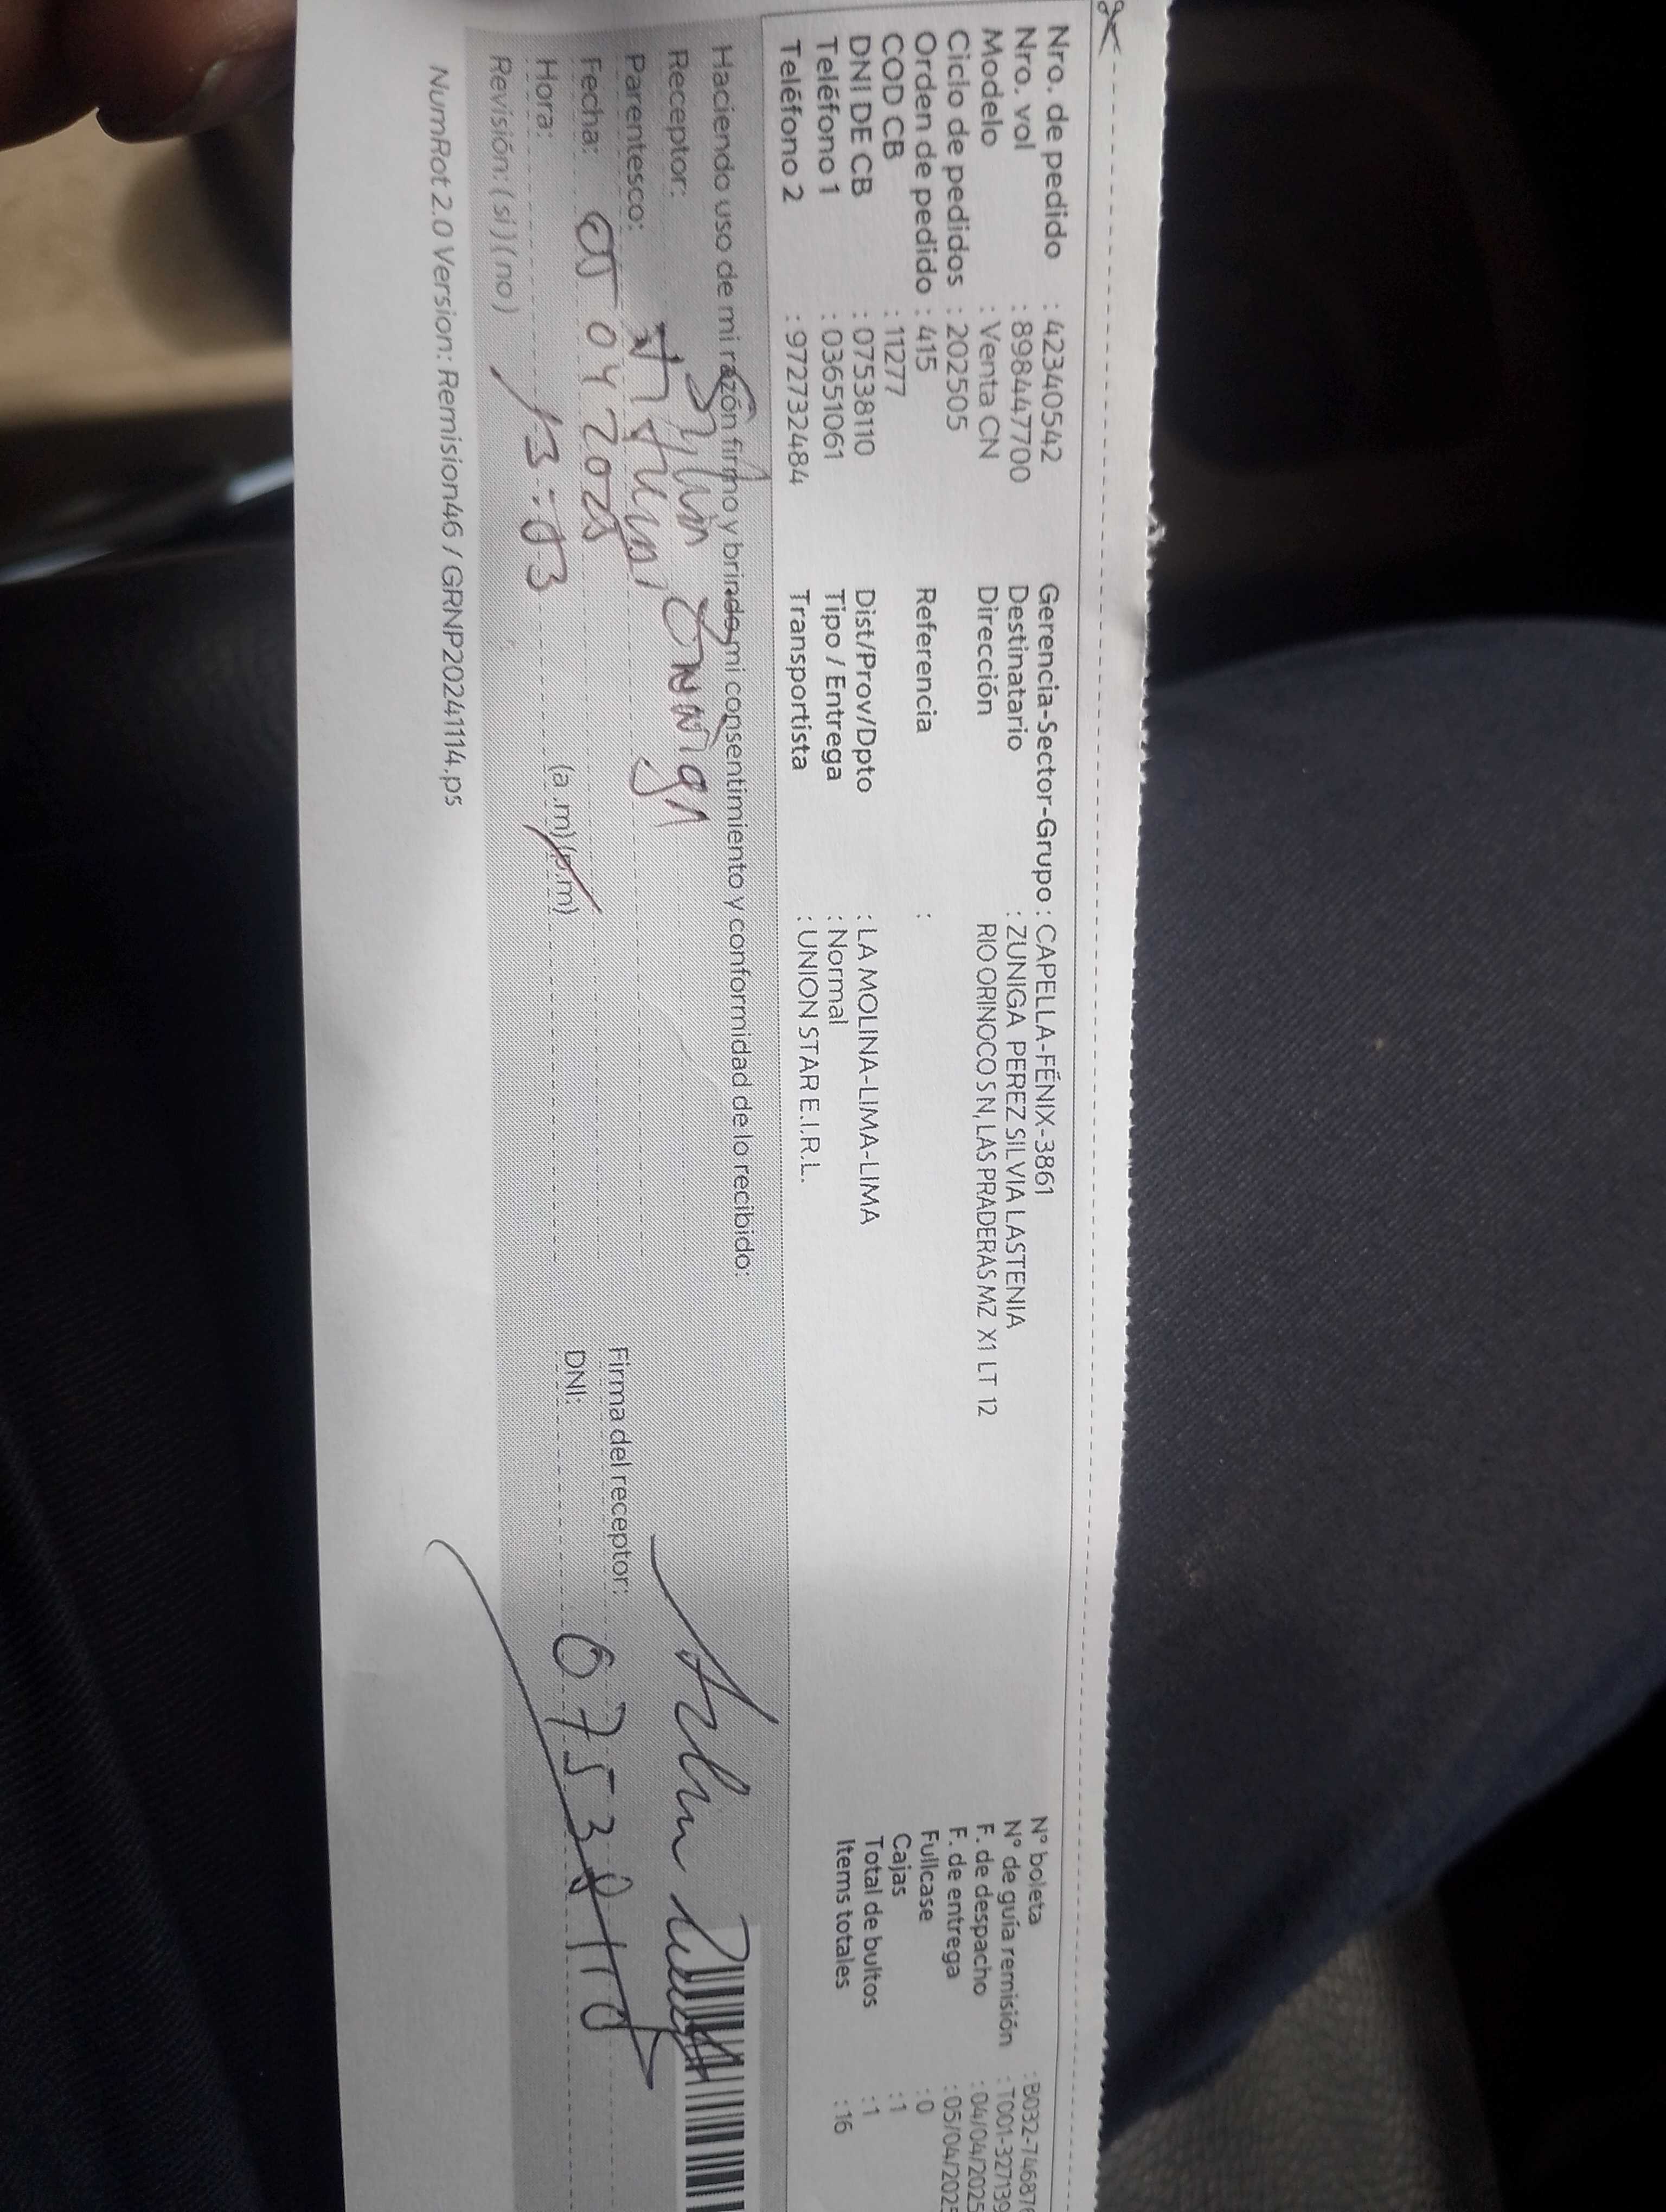 Nro. de pedido : 42340542
Nro. vol : 898447700
Modelo : Venta CN
Ciclo de pedidos : 202505
Orden de pedido : 415
COD CB : 11277
DNI DE CB : 07538110
Teléfono 1 : 03651061
Teléfono 2 : 972732484
Gerencia-Sector-Grupo : CAPELLA-FÉNIX-3861
Destinatario : ZUNIGA PEREZ SILVIA LASTENIA
Dirección RIO ORINOCO S N, LAS PRADERAS MZ X1 LT 12
Referencia :
Dist/Prov/Dpto : LA MOLINA-LIMA-LIMA
Tipo / Entrega : Normal
Transportista : UNION STAR E.I.R.L.
N° boleta : B032-746876
N° de guía remisión : T001-327139
F. de despacho : 04/04/2025
F. de entrega : 05/04/2025
Fullcase : 0
Cajas : 1
Total de bultos : 1
Items totales : 16
Haciendo uso de mi razón firmo y brindo mi consentimiento y conformidad de lo recibido:
Receptor:
Parentesco:
Fecha: 05 04 2025
Hora: 13:03 (a.m)(p.m)
Revisión: (si)(no)
Firma del receptor:
DNI: 07538110
NumRot 2.0 Version: Remision46 / GRNP20241114.ps